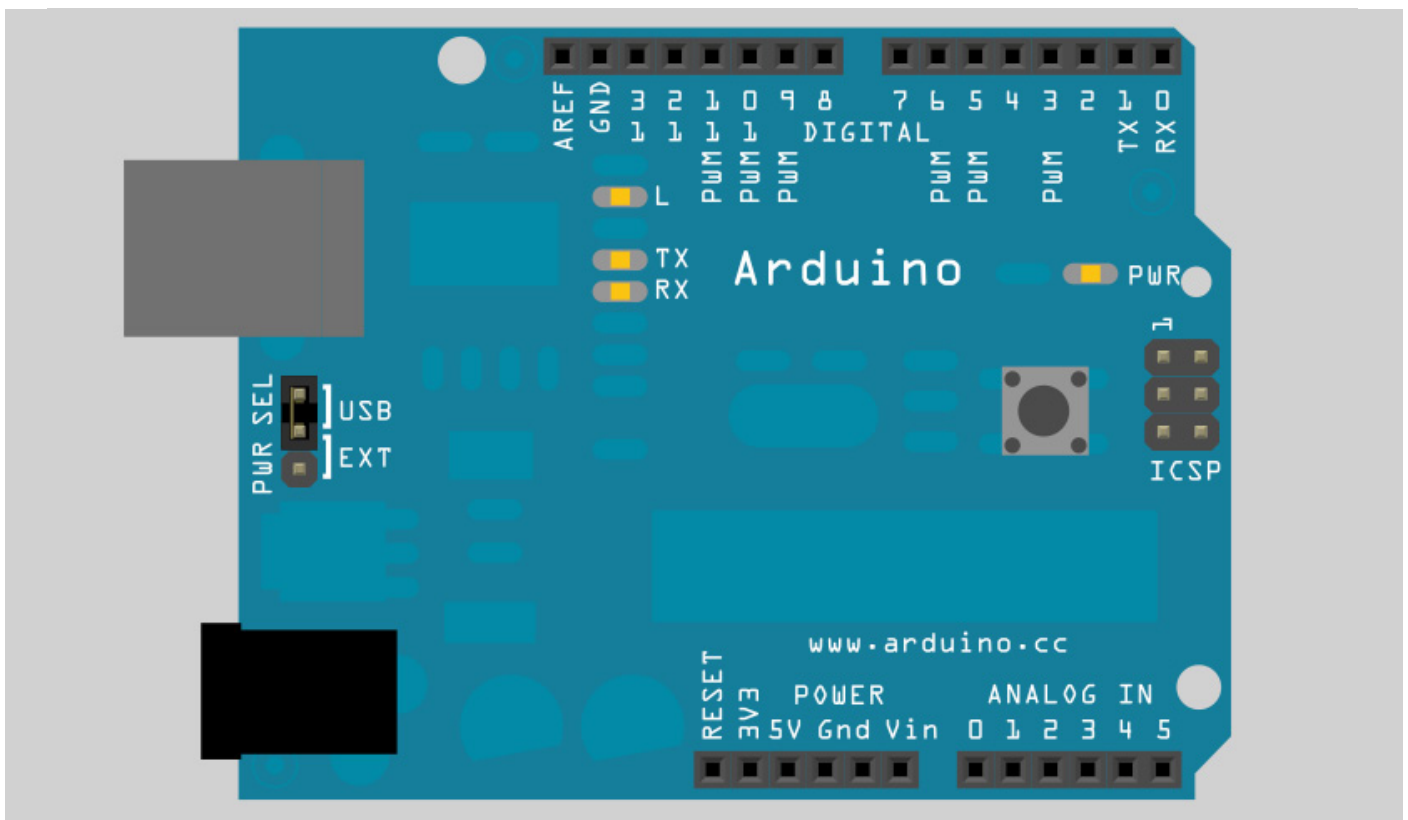 AREF GND 13 12 11 10 9 8 7 6 5 4 3 2 1 0
DIGITAL
TX RX
PWM PWM PWM PWM PWM PWM
L
TX
RX
Arduino
PWR
1
ICSP
PWR SEL
USB
EXT
www.arduino.cc
RESET 3V3
POWER
5V Gnd Vin
ANALOG IN
0 1 2 3 4 5